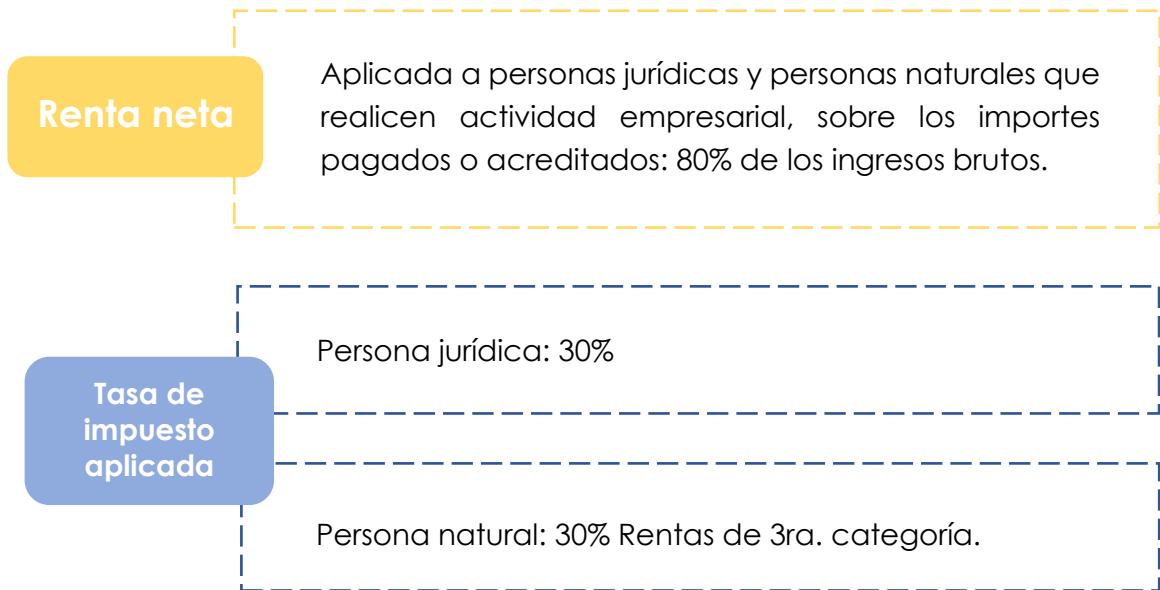 Renta neta
Aplicada a personas jurídicas y personas naturales que
realicen actividad empresarial, sobre los importes
pagados o acreditados: 80% de los ingresos brutos.
Tasa de
impuesto
aplicada
Persona jurídica: 30%
Persona natural: 30% Rentas de 3ra. categoría.